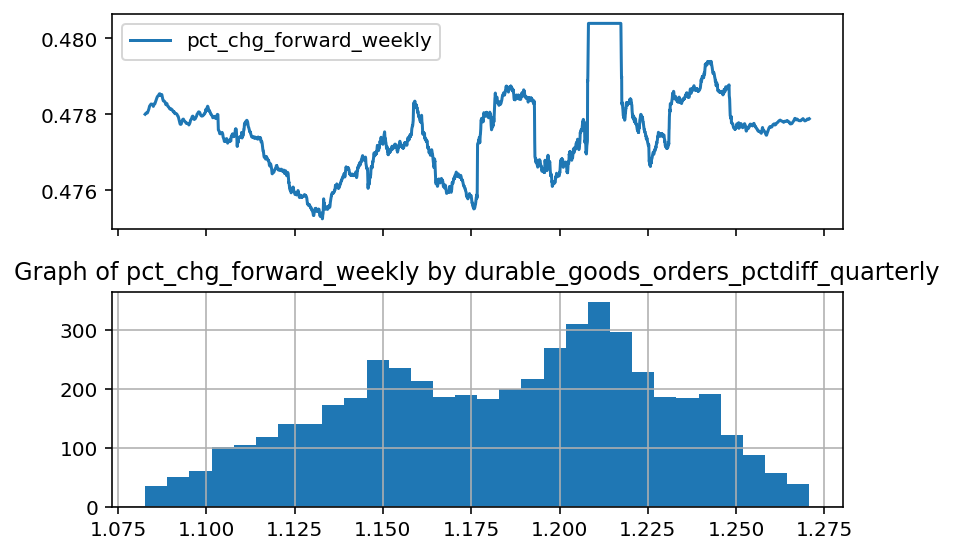 0.480
pct_chg_forward_weekly
0.478
0.476
Graph of pct_chg_forward_weekly by durable_goods_orders_pctdiff_quarterly
300
200
100
0
1.075 1.100 1.125 1.150 1.175 1.200 1.225 1.250 1.275